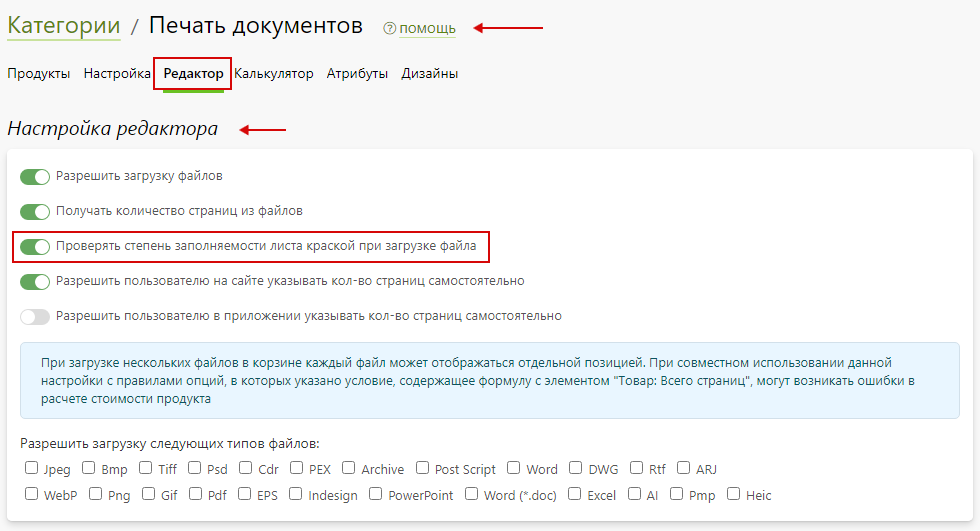 Категории / Печать документов ? помощь
Продукты Настройка Редактор Калькулятор Атрибуты Дизайны
Настройка редактора
Разрешить загрузку файлов
Получать количество страниц из файлов
Проверять степень заполняемости листа краской при загрузке файла
Разрешить пользователю на сайте указывать кол-во страниц самостоятельно
Разрешить пользователю в приложении указывать кол-во страниц самостоятельно
При загрузке нескольких файлов в корзине каждый файл может отображаться отдельной позицией. При совместном использовании данной
настройки с правилами опций, в которых указано условие, содержащее формулу с элементом "Товар: Всего страниц", могут возникать ошибки в
расчете стоимости продукта
Разрешить загрузку следующих типов файлов:
Jpeg Bmp Tiff Psd Cdr PEX Archive Post Script Word DWG Rtf ARJ
WebP Png Gif Pdf EPS Indesign PowerPoint Word (*.doc) Excel AI Pmp Heic